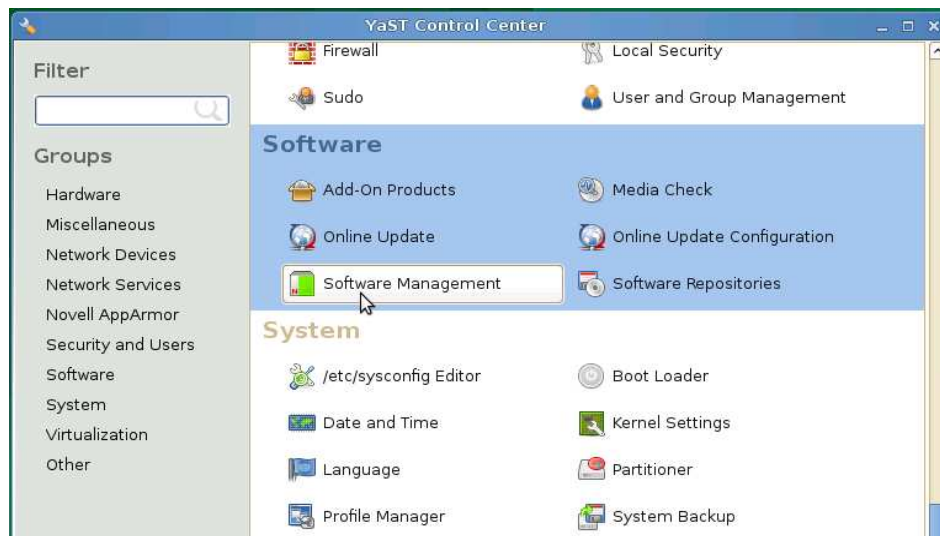 YaST Control Center
Filter
Groups
Hardware
Miscellaneous
Network Devices
Network Services
Novell AppArmor
Security and Users
Software
System
Virtualization
Other
Firewall
Local Security
Sudo
User and Group Management
Software
Add-On Products
Media Check
Online Update
Online Update Configuration
Software Management
Software Repositories
System
/etc/sysconfig Editor
Boot Loader
Date and Time
Kernel Settings
Language
Partitioner
Profile Manager
System Backup